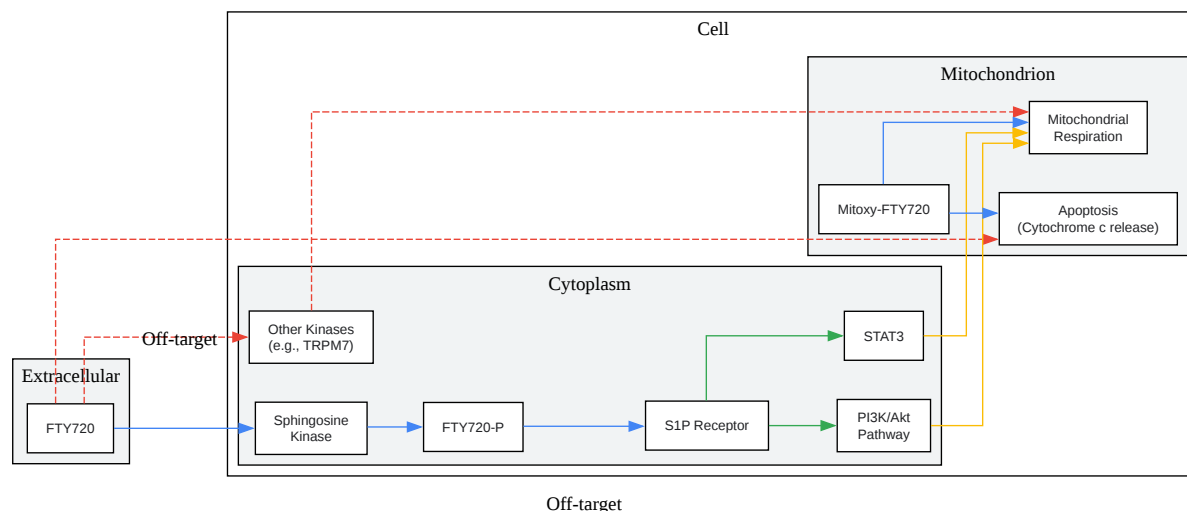 Cell
Mitochondrion
Mitochondrial
Respiration
Mitoxy-FTY720
Apoptosis
(Cytochrome c release)
Cytoplasm
Other Kinases
(e.g., TRPM7)
Off-target
STAT3
Extracellular
FTY720
Sphingosine
Kinase
FTY720-P
S1P Receptor
PI3K/Akt
Pathway
Off-target